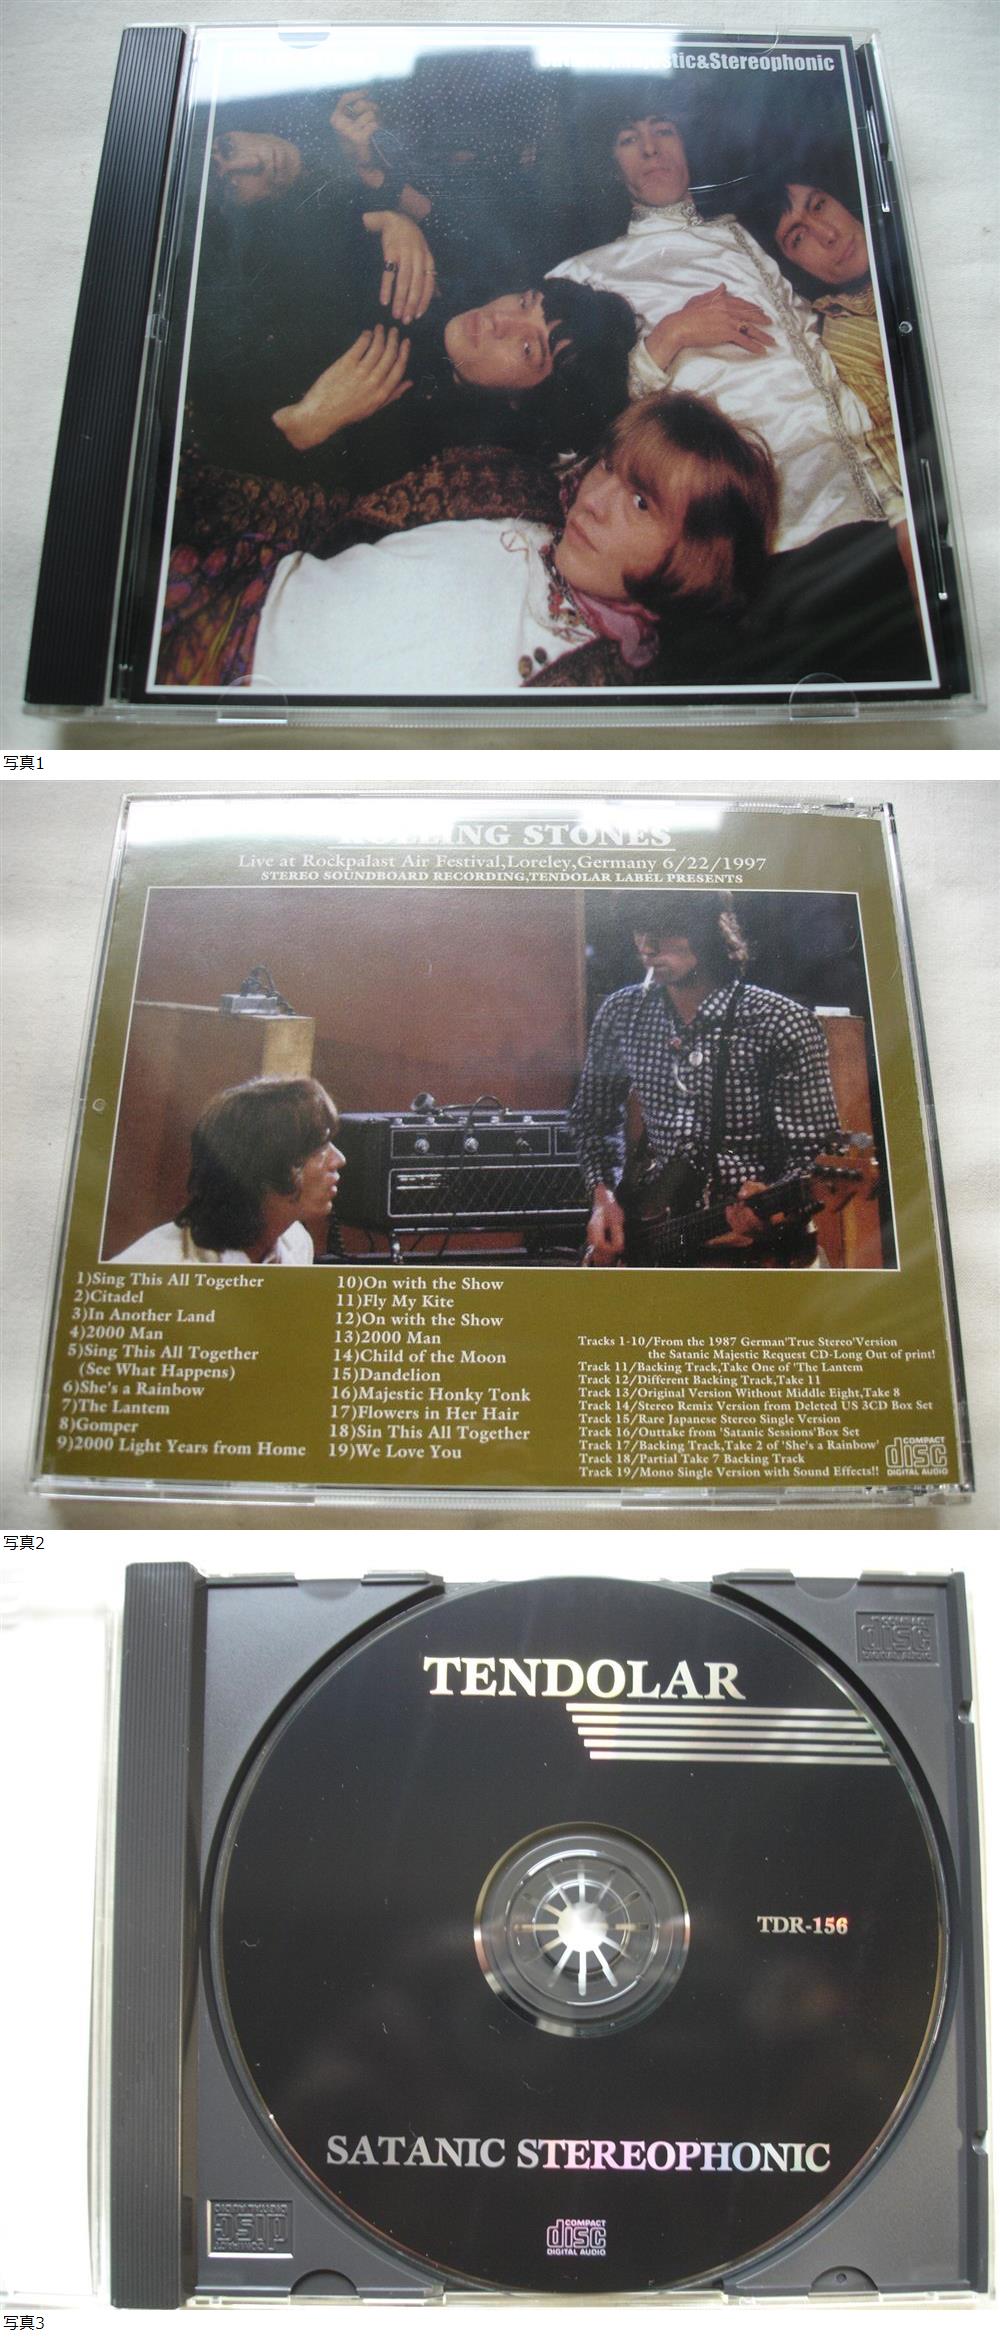 Majestic&Stereophonic
写真1
ROLLING STONES
Live at Rockpalast Air Festival,Loreley,Germany 6/22/1997
STEREO SOUNDBOARD RECORDING,TENDOLAR LABEL PRESENTS
1)Sing This All Together
2)Citadel
3)In Another Land
4)2000 Man
5)Sing This All Together
(See What Happens)
6)She's a Rainbow
7)The Lantem
8)Gomper
9)2000 Light Years from Home
10)On with the Show
11)Fly My Kite
12)On with the Show
13)2000 Man
14)Child of the Moon
15)Dandelion
16)Majestic Honky Tonk
17)Flowers in Her Hair
18)Sin This All Together
19)We Love You
Tracks 1-10/From the 1987 German'True Stereo'Version
the Satanic Majestic Request CD-Long Out of print!
Track 11/Backing Track,Take One of 'The Lantem
Track 12/Different Backing Track,Take 11
Track 13/Original Version Without Middle Eight,Take 8
Track 14/Stereo Remix Version from Deleted US 3CD Box Set
Track 15/Rare Japanese Stereo Single Version
Track 16/Outtake from 'Satanic Sessions'Box Set
Track 17/Backing Track,Take 2 of 'She's a Rainbow'
Track 18/Partial Take 7 Backing Track
Track 19/Mono Single Version with Sound Effects!!
COMPACT
disc
DIGITAL AUDIO
写真2
COMPACT
disc
DIGITAL AUDIO
TENDOLAR
TDR-156
SATANIC STEREOPHONIC
COMPACT
disc
DIGITAL AUDIO
COMPACT
disc
DIGITAL AUDIO
写真3